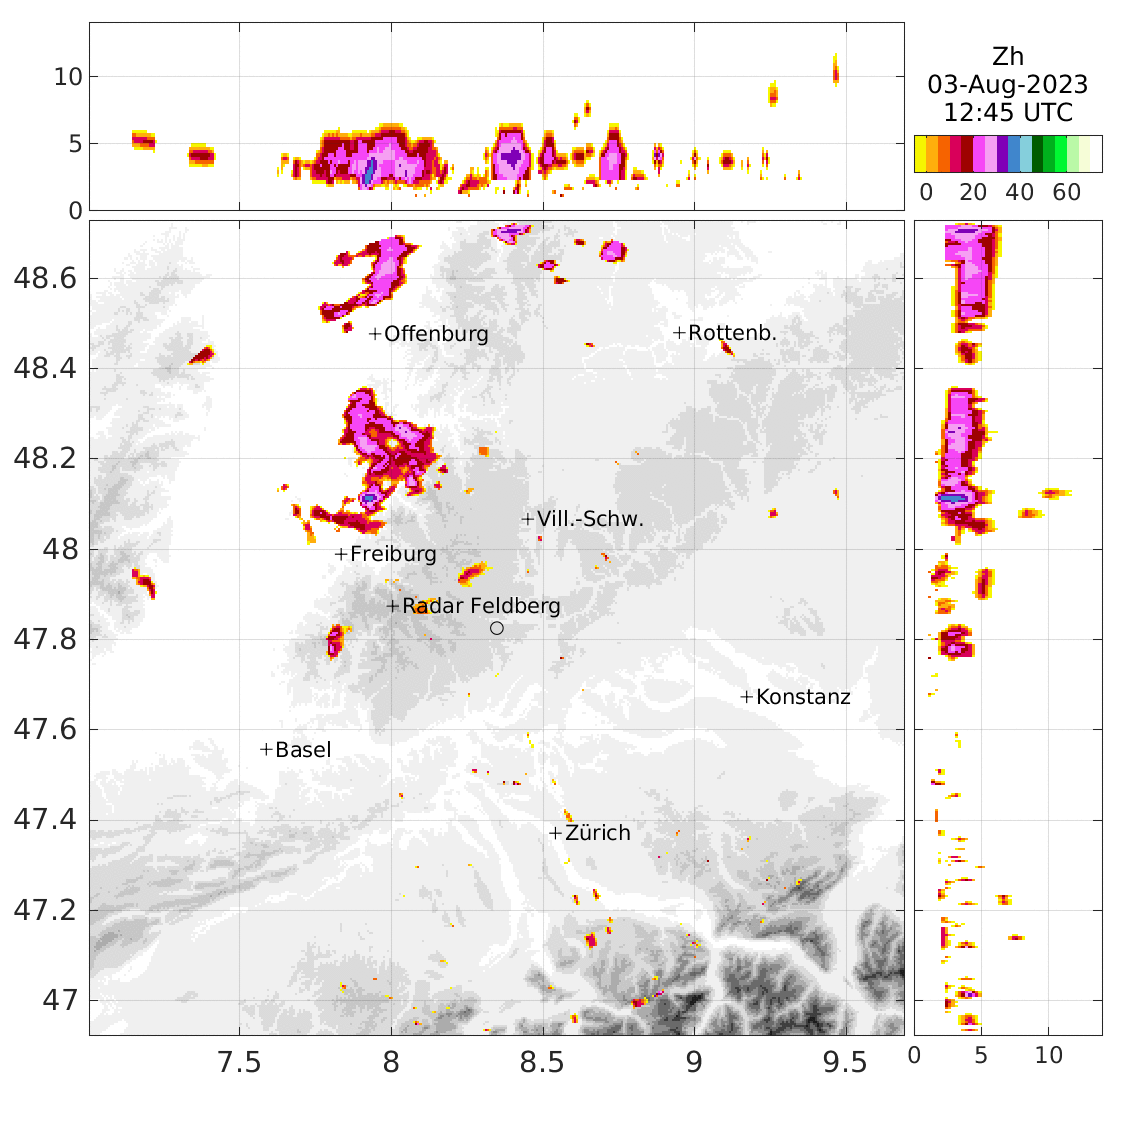 10
5
0
Zh
03-Aug-2023
12:45 UTC
0 20 40 60
48.6
48.4
48.2
48
47.8
47.6
47.4
47.2
47
+Offenburg
+Rottenb.
+Vill.-Schw.
+Freiburg
+Radar Feldberg
+Konstanz
+Basel
+Zürich
7.5 8 8.5 9 9.5
0 5 10